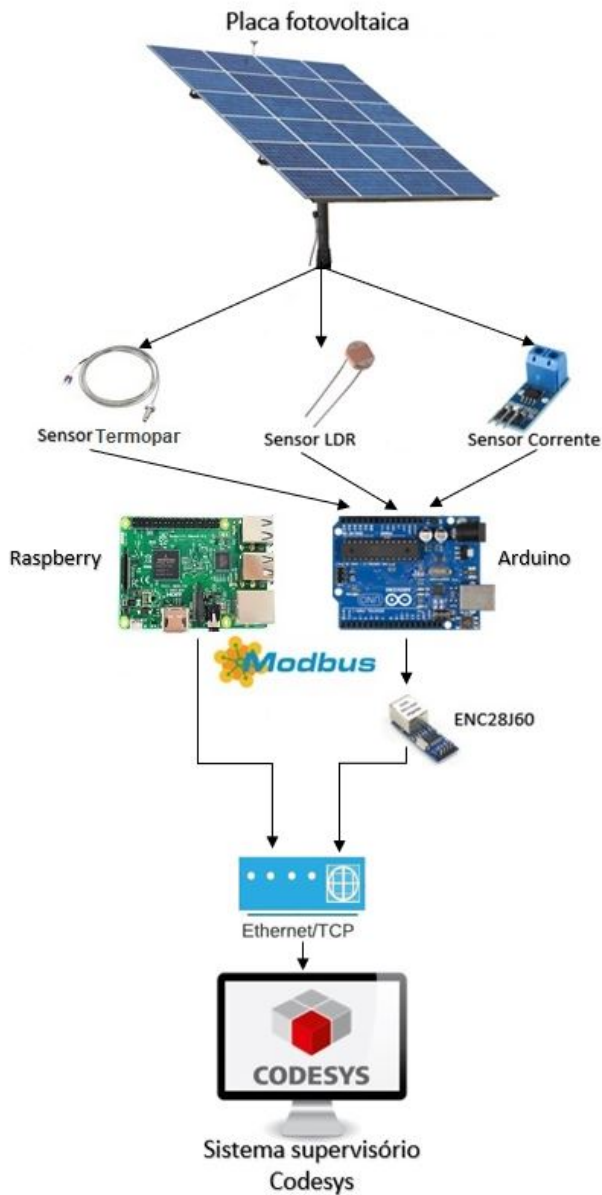 Placa fotovoltaica
Sensor Termopar
Sensor LDR
Sensor Corrente
Raspberry
Arduino
Modbus
ENC28J60
Ethernet/TCP
CODESYS
Sistema supervisório
Codesys